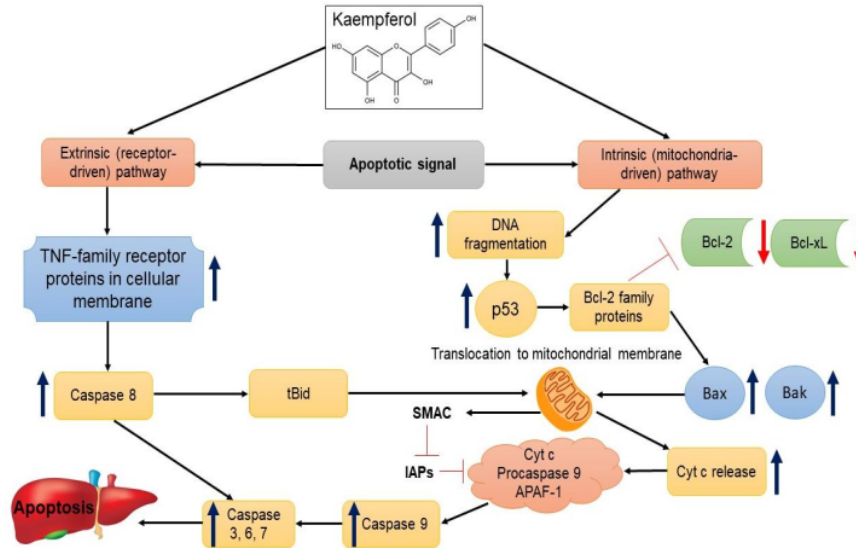 Kaempferol
OH
HO
O
OH
OH
O
Extrinsic (receptor-
driven) pathway
Apoptotic signal
Intrinsic (mitochondria-
driven) pathway
TNF-family receptor
proteins in cellular
membrane
DNA
fragmentation
Bcl-2
Bcl-xL
p53
Bcl-2 family
proteins
Translocation to mitochondrial membrane
Caspase 8
tBid
Bax
Bak
SMAC
IAPs
Cyt c
Procaspase 9
APAF-1
Cyt c release
Apoptosis
Caspase
3, 6, 7
Caspase 9